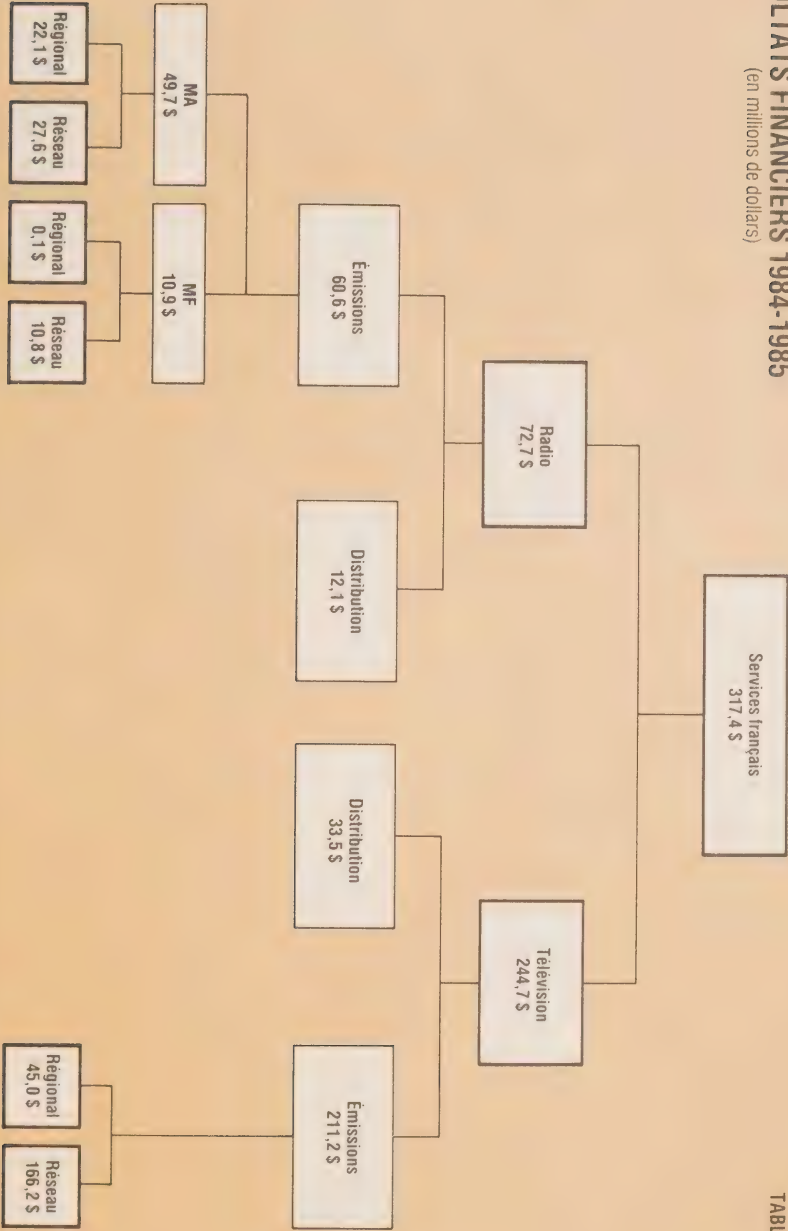 FINANCIERS 1984-1985
(en millions de dollars)
Services français
317,4 $
Radio
72,7 $
Télévision
244,7 $
Émissions
60,6 $
Distribution
12,1 $
Distribution
33,5 $
Émissions
211,2 $
MA
49,7 $
MF
10,9 $
Régional
22,1 $
Réseau
27,6 $
Régional
0,1 $
Réseau
10,8 $
Régional
45,0 $
Réseau
166,2 $